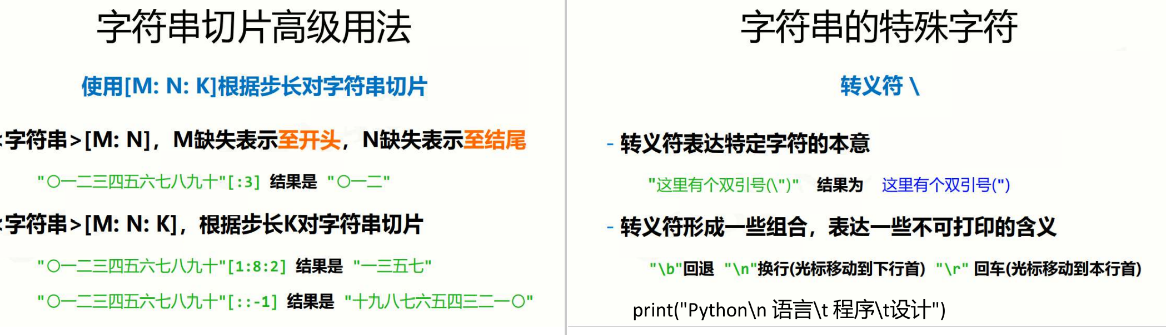 字符串切片高级用法
使用[M: N: K]根据步长对字符串切片
<字符串>[M: N]，M缺失表示至开头，N缺失表示至结尾
"〇一二三四五六七八九十"[:3] 结果是 "〇一二"
<字符串>[M: N: K]，根据步长K对字符串切片
"〇一二三四五六七八九十"[1:8:2] 结果是 "一三五七"
"〇一二三四五六七八九十"[::-1] 结果是 "十九八七六五四三二一〇"
字符串的特殊字符
转义符 \
- 转义符表达特定字符的本意
"这里有个双引号(\")" 结果为 这里有个双引号(")
- 转义符形成一些组合，表达一些不可打印的含义
"\b"回退 "\n"换行(光标移动到下行首) "\r" 回车(光标移动到本行首)
print("Python\n 语言\t 程序\t设计")